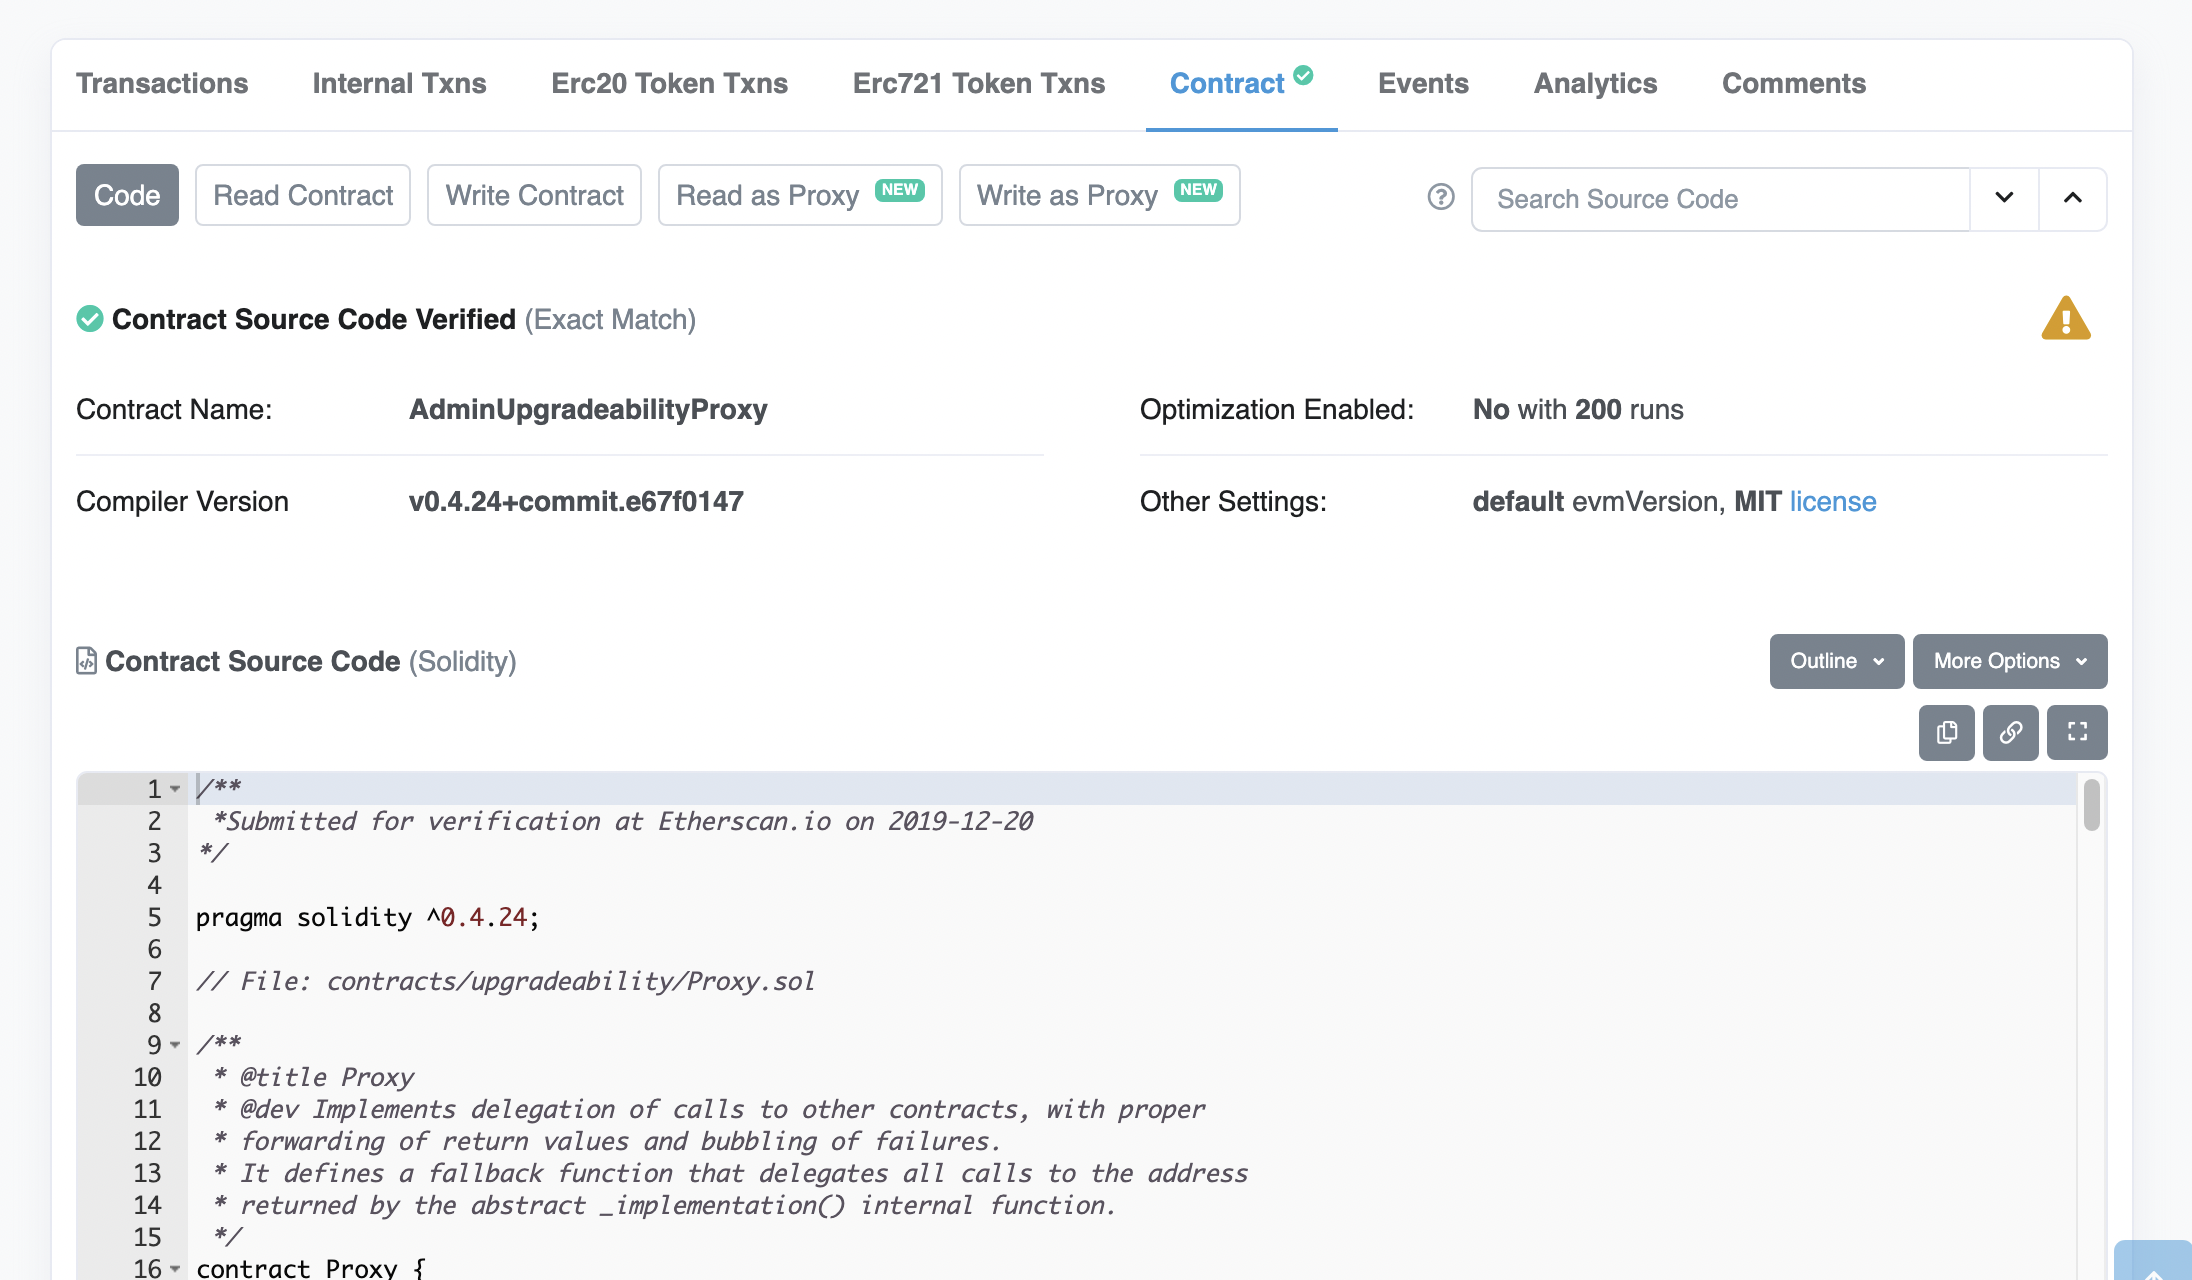 Transactions Internal Txns Erc20 Token Txns Erc721 Token Txns Contract Events Analytics Comments
Code Read Contract Write Contract Read as Proxy NEW Write as Proxy NEW Search Source Code
Contract Source Code Verified (Exact Match)
Contract Name: AdminUpgradeabilityProxy Optimization Enabled: No with 200 runs
Compiler Version v0.4.24+commit.e67f0147 Other Settings: default evmVersion, MIT license
Contract Source Code (Solidity) Outline More Options
1 /**
2  *Submitted for verification at Etherscan.io on 2019-12-20
3 */
4
5 pragma solidity ^0.4.24;
6
7 // File: contracts/upgradeability/Proxy.sol
8
9 /**
10  * @title Proxy
11  * @dev Implements delegation of calls to other contracts, with proper
12  * forwarding of return values and bubbling of failures.
13  * It defines a fallback function that delegates all calls to the address
14  * returned by the abstract _implementation() internal function.
15  */
16 contract Proxy {